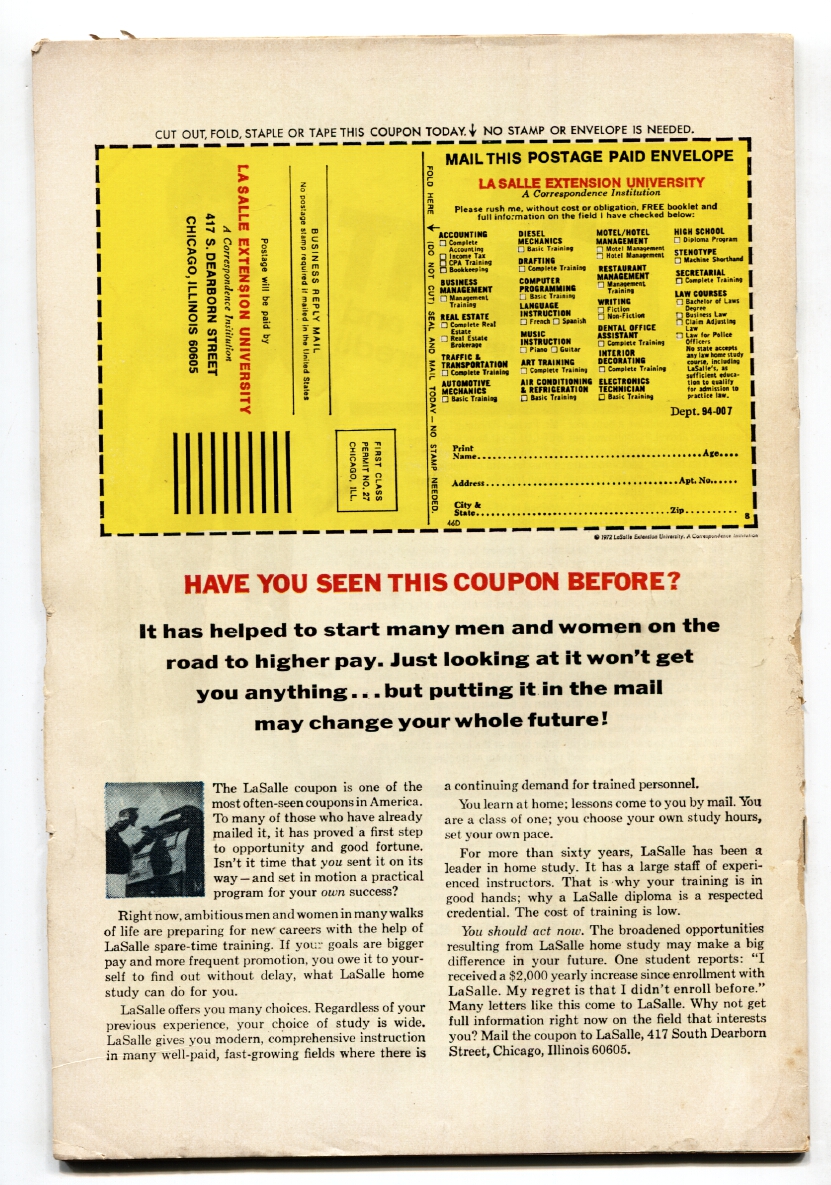 CUT OUT, FOLD, STAPLE OR TAPE THIS COUPON TODAY. ↓ NO STAMP OR ENVELOPE IS NEEDED.
Postage will be paid by
LA SALLE EXTENSION UNIVERSITY
A Correspondence Institution
417 S. DEARBORN STREET
CHICAGO, ILLINOIS 60605
BUSINESS REPLY MAIL
No postage stamp required if mailed in the United States
FIRST CLASS
PERMIT NO. 27
CHICAGO, ILL.
FOLD HERE ← (DO NOT CUT) SEAL AND MAIL TODAY — NO STAMP NEEDED.
MAIL THIS POSTAGE PAID ENVELOPE
LA SALLE EXTENSION UNIVERSITY
A Correspondence Institution
Please rush me, without cost or obligation, FREE booklet and
full information on the field I have checked below:
ACCOUNTING
☐ Complete
Accounting
☐ Income Tax
☐ CPA Training
☐ Bookkeeping
BUSINESS
MANAGEMENT
☐ Management
Training
REAL ESTATE
☐ Complete Real
Estate
☐ Real Estate
Brokerage
TRAFFIC &
TRANSPORTATION
☐ Complete Training
AUTOMOTIVE
MECHANICS
☐ Basic Training
DIESEL
MECHANICS
☐ Basic Training
DRAFTING
☐ Complete Training
COMPUTER
PROGRAMMING
☐ Basic Training
LANGUAGE
INSTRUCTION
☐ French ☐ Spanish
MUSIC
INSTRUCTION
☐ Piano ☐ Guitar
ART TRAINING
☐ Complete Training
AIR CONDITIONING
& REFRIGERATION
☐ Basic Training
MOTEL/HOTEL
MANAGEMENT
☐ Motel Management
☐ Hotel Management
RESTAURANT
MANAGEMENT
☐ Management
Training
WRITING
☐ Fiction
☐ Non-Fiction
DENTAL OFFICE
ASSISTANT
☐ Complete Training
INTERIOR
DECORATING
☐ Complete Training
ELECTRONICS
TECHNICIAN
☐ Basic Training
HIGH SCHOOL
☐ Diploma Program
STENOTYPE
☐ Machine Shorthand
SECRETARIAL
☐ Complete Training
LAW COURSES
☐ Bachelor of Laws
Degree
☐ Business Law
☐ Claim Adjusting
Law
☐ Law for Police
Officers
No state accepts
any law home study
course, including
LaSalle's, as
sufficient educa-
tion to qualify
for admission to
practice law.
Dept. 94-007
Print
Name..........Age....
Address..........Apt. No......
City &
State..........Zip..........
46D
8
© 1972 LaSalle Extension University, A Correspondence Institution
HAVE YOU SEEN THIS COUPON BEFORE?
It has helped to start many men and women on the
road to higher pay. Just looking at it won't get
you anything...but putting it in the mail
may change your whole future!
The LaSalle coupon is one of the
most often-seen coupons in America.
To many of those who have already
mailed it, it has proved a first step
to opportunity and good fortune.
Isn't it time that you sent it on its
way—and set in motion a practical
program for your own success?
Right now, ambitious men and women in many walks
of life are preparing for new careers with the help of
LaSalle spare-time training. If your goals are bigger
pay and more frequent promotion, you owe it to your-
self to find out without delay, what LaSalle home
study can do for you.
LaSalle offers you many choices. Regardless of your
previous experience, your choice of study is wide.
LaSalle gives you modern, comprehensive instruction
in many well-paid, fast-growing fields where there is
a continuing demand for trained personnel.
You learn at home; lessons come to you by mail. You
are a class of one; you choose your own study hours,
set your own pace.
For more than sixty years, LaSalle has been a
leader in home study. It has a large staff of experi-
enced instructors. That is why your training is in
good hands; why a LaSalle diploma is a respected
credential. The cost of training is low.
You should act now. The broadened opportunities
resulting from LaSalle home study may make a big
difference in your future. One student reports: "I
received a $2,000 yearly increase since enrollment with
LaSalle. My regret is that I didn't enroll before."
Many letters like this come to LaSalle. Why not get
full information right now on the field that interests
you? Mail the coupon to LaSalle, 417 South Dearborn
Street, Chicago, Illinois 60605.